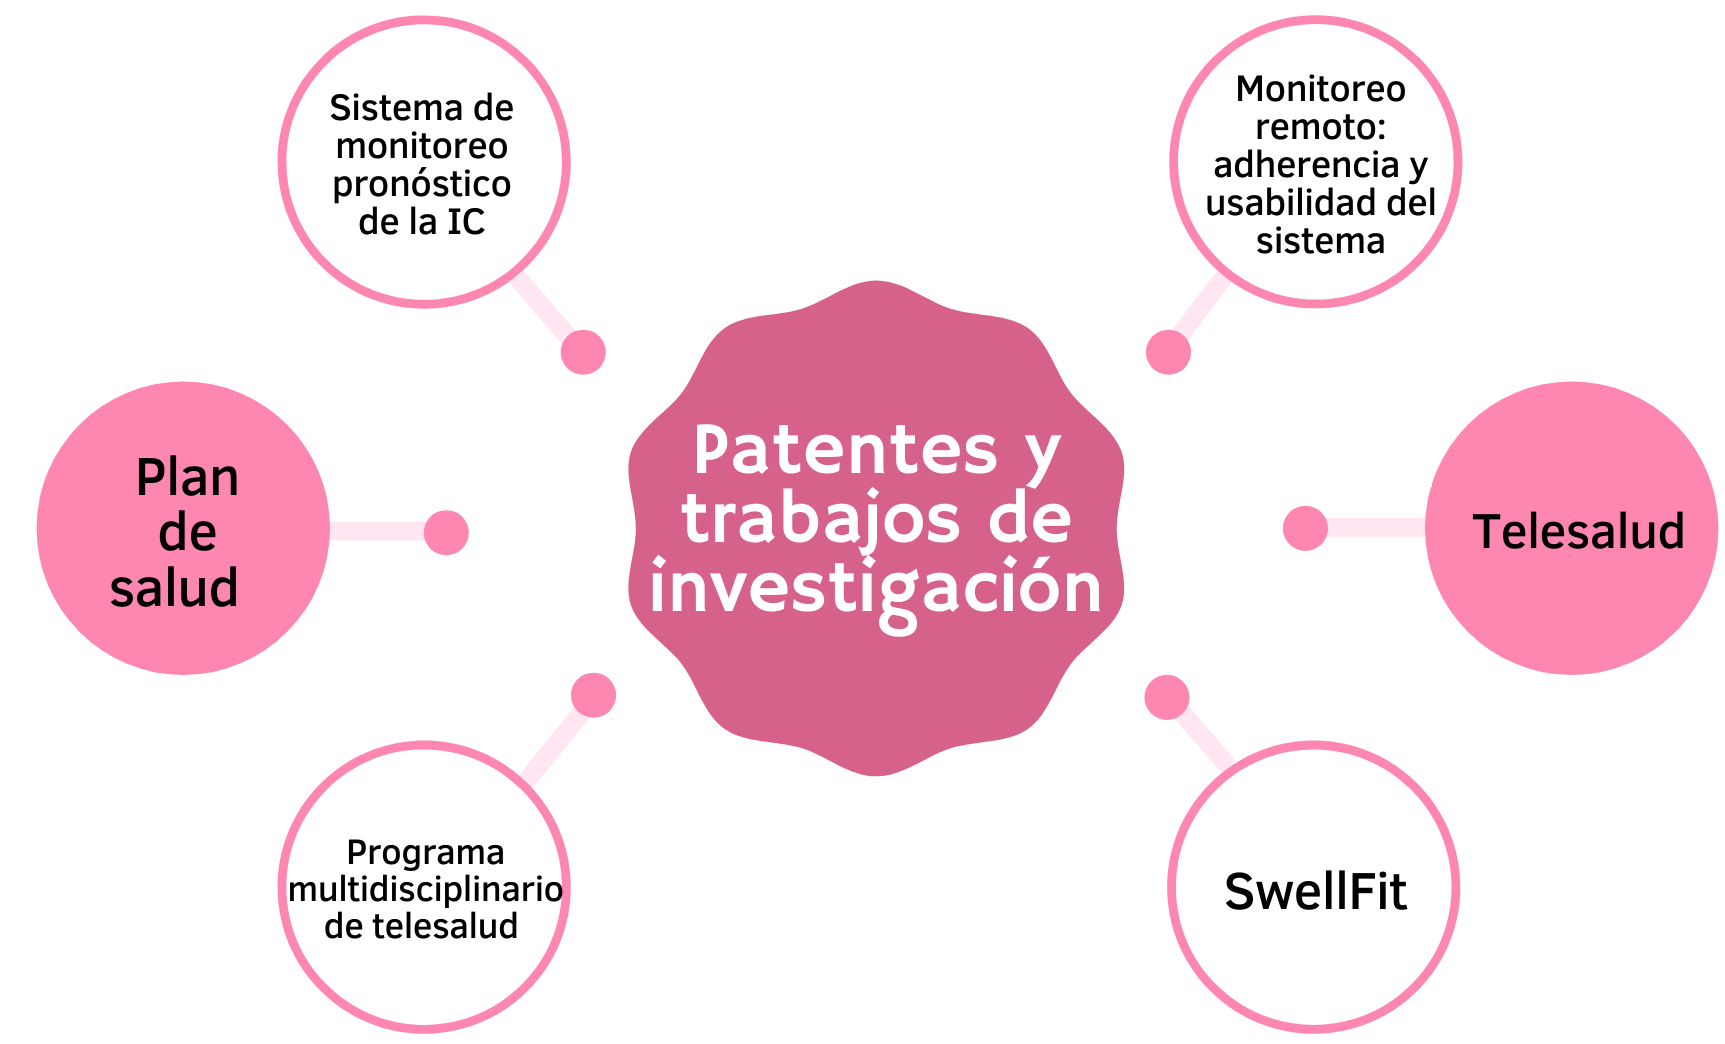 Sistema de
monitoreo
pronóstico
de la IC
Monitoreo
remoto:
adherencia y
usabilidad del
sistema
Plan
de
salud
Patentes y
trabajos de
investigación
Telesalud
Programa
multidisciplinario
de telesalud
SwellFit